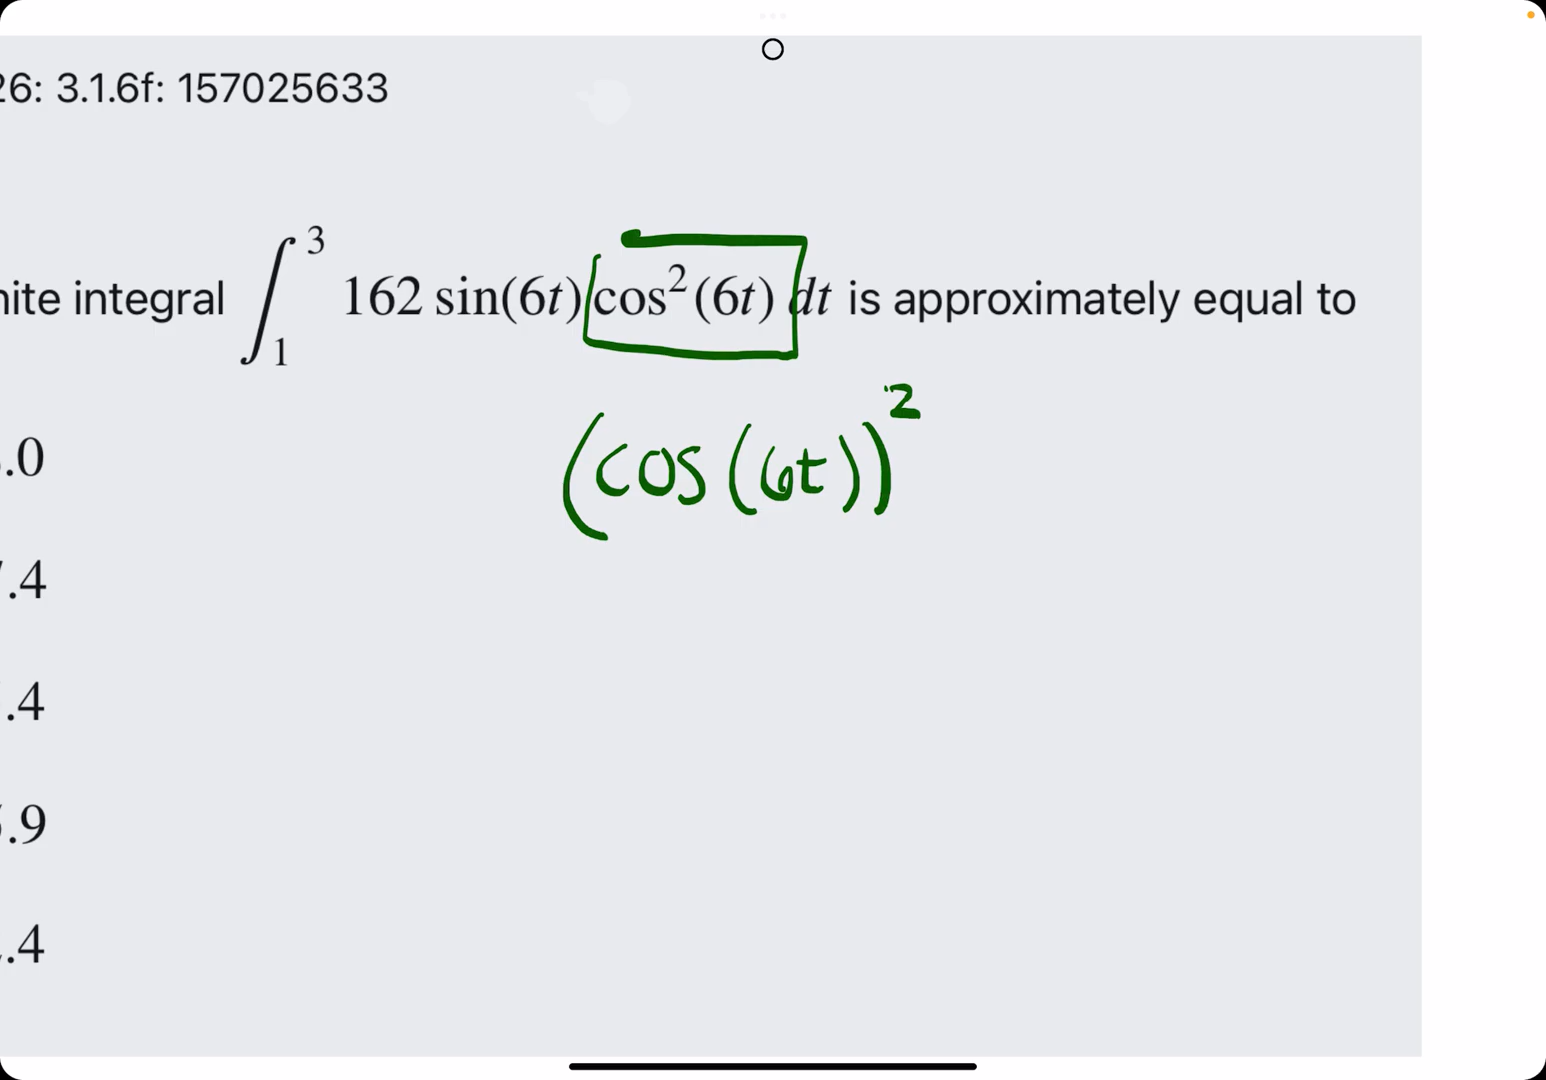 26: 3.1.6f: 157025633
nite integral ∫₁³ 162 sin(6t) cos²(6t) dt is approximately equal to
(cos(6t))²
.0
.4
.4
.9
.4